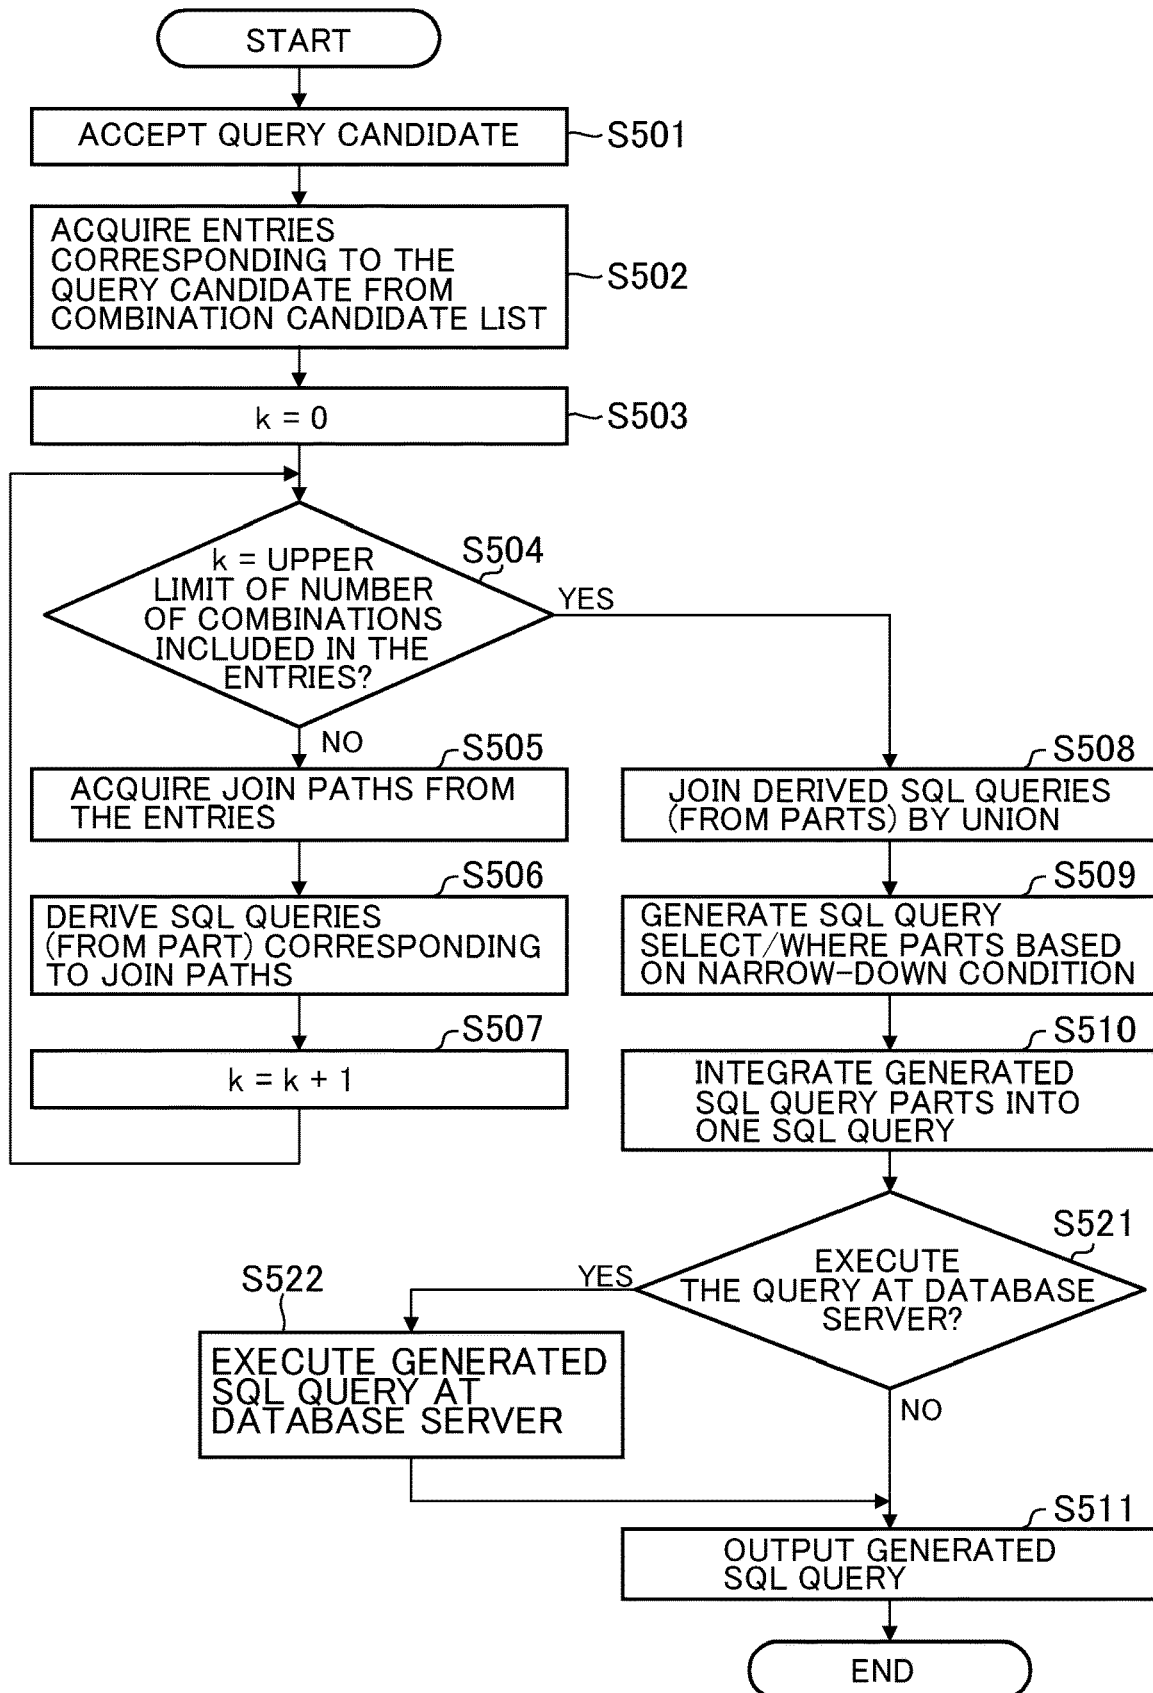 START
ACCEPT QUERY CANDIDATE
S501
ACQUIRE ENTRIES
CORRESPONDING TO THE
QUERY CANDIDATE FROM
COMBINATION CANDIDATE LIST
S502
k = 0
S503
S504
k = UPPER
LIMIT OF NUMBER
OF COMBINATIONS
INCLUDED IN THE
ENTRIES?
YES
NO
S505
ACQUIRE JOIN PATHS FROM
THE ENTRIES
S506
DERIVE SQL QUERIES
(FROM PART) CORRESPONDING
TO JOIN PATHS
S507
k = k + 1
S508
JOIN DERIVED SQL QUERIES
(FROM PARTS) BY UNION
S509
GENERATE SQL QUERY
SELECT/WHERE PARTS BASED
ON NARROW-DOWN CONDITION
S510
INTEGRATE GENERATED
SQL QUERY PARTS INTO
ONE SQL QUERY
S521
EXECUTE
THE QUERY AT DATABASE
SERVER?
YES
NO
S522
EXECUTE GENERATED
SQL QUERY AT
DATABASE SERVER
S511
OUTPUT GENERATED
SQL QUERY
END